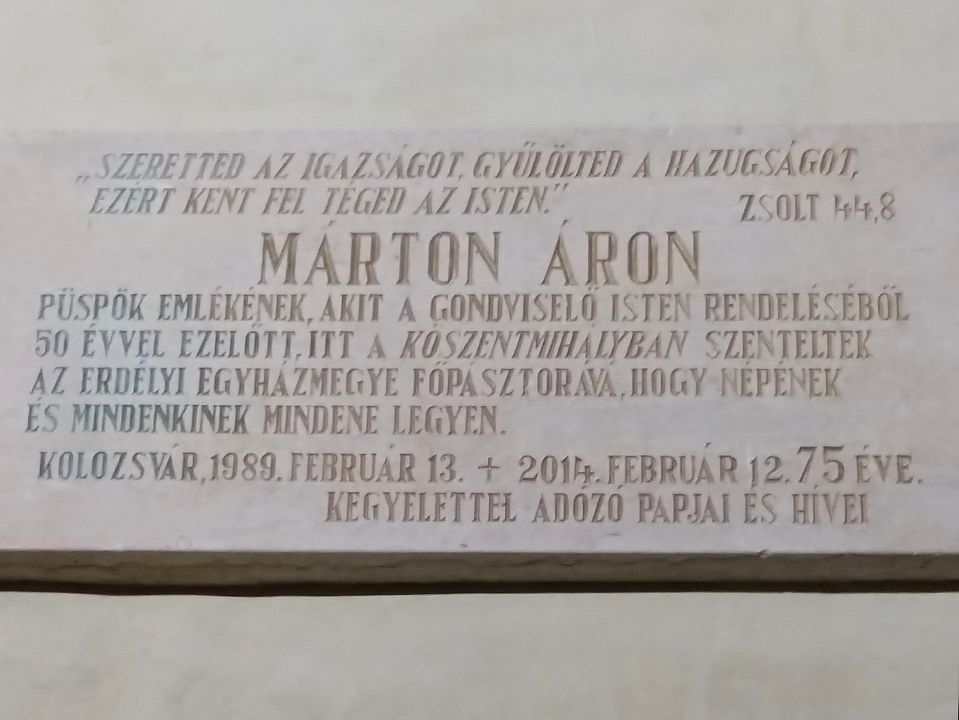 „SZERETTED AZ IGAZSÁGOT, GYŰLÖLTED A HAZUGSÁGOT,
EZÉRT KENT FEL TÉGED AZ ISTEN." ZSOLT 44,8
MÁRTON ÁRON
PÜSPÖK EMLÉKÉNEK, AKIT A GONDVISELŐ ISTEN RENDELÉSÉBŐL
50 ÉVVEL EZELŐTT, ITT A KŐSZENTMIHÁLYBAN SZENTELTEK
AZ ERDÉLYI EGYHÁZMEGYE FŐPÁSZTORÁVÁ, HOGY NÉPÉNEK
ÉS MINDENKINEK MINDENE LEGYEN.
KOLOZSVÁR, 1989. FEBRUÁR 13. + 2014. FEBRUÁR 12. 75 ÉVE.
KEGYELETTEL ADÓZÓ PAPJAI ÉS HÍVEI